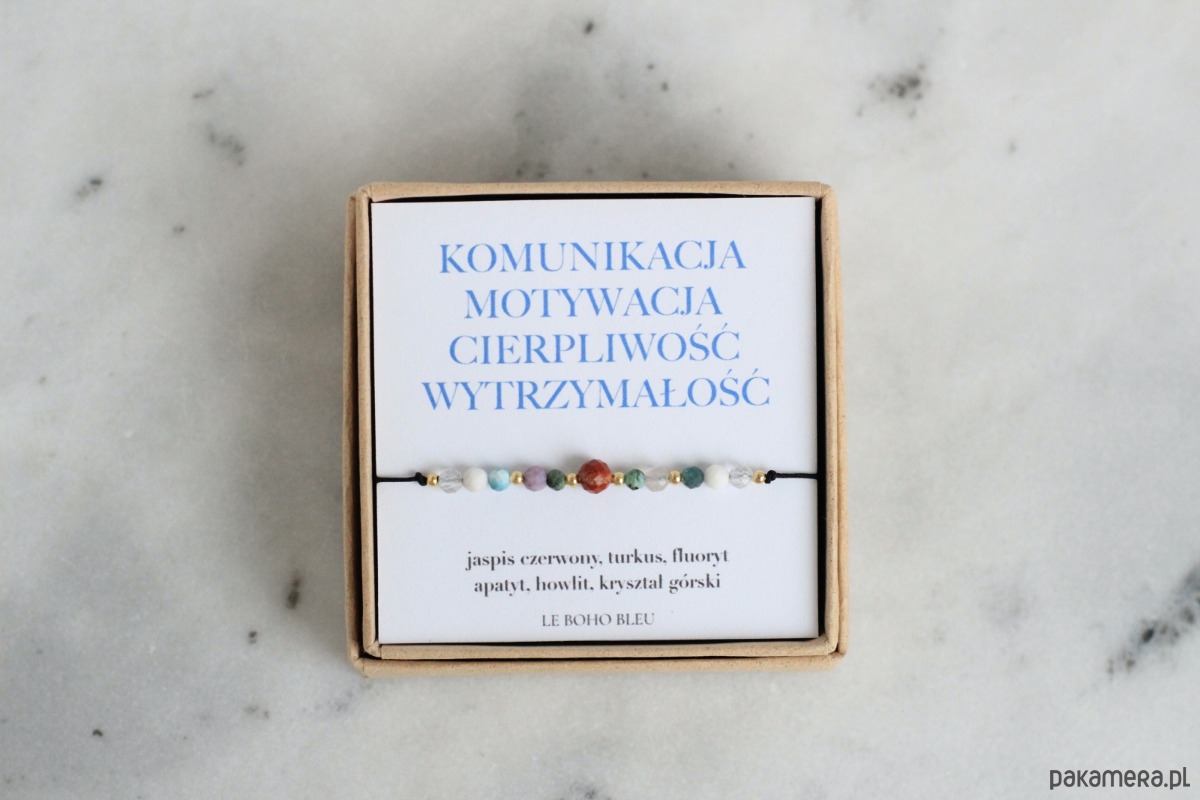 KOMUNIKACJA
MOTYWACJA
CIERPLIWOŚĆ
WYTRZYMAŁOŚĆ
jaspis czerwony, turkus, fluoryt
apatyt, howlit, kryształ górski
LE BOHO BLEU
pakamera.pl